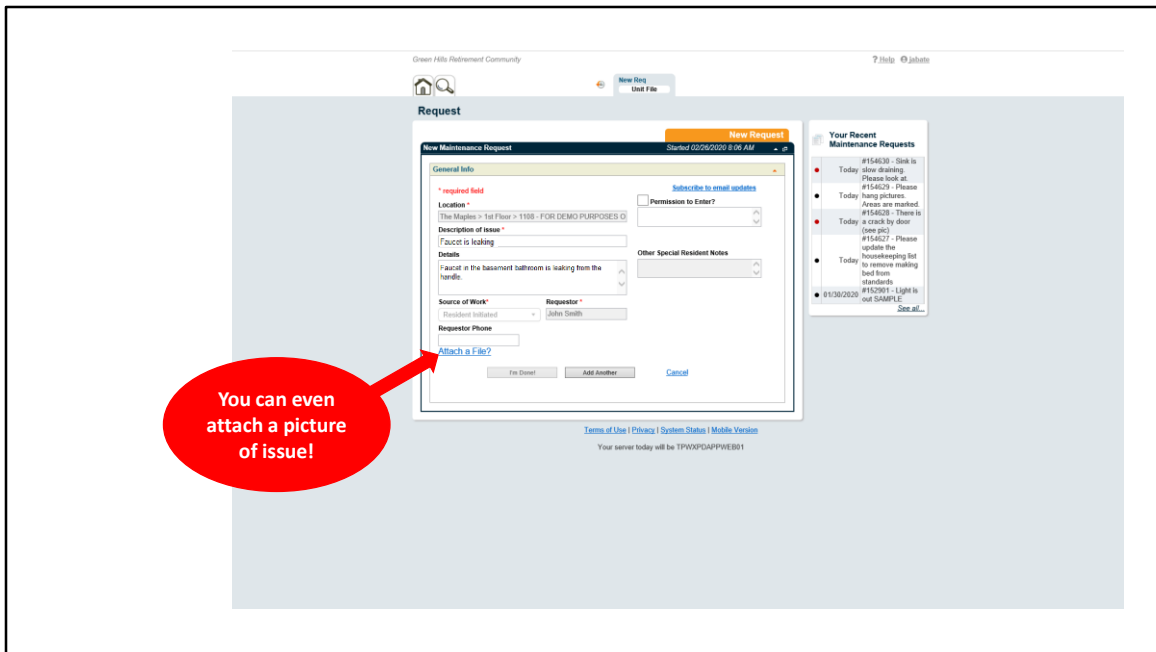 Green Hills Retirement Community
? Help
jabate
New Req
Unit File
Request
New Request
New Maintenance Request
Started 02/26/2020 8:06 AM
General Info
* required field
Subscribe to email updates
Location *
Permission to Enter?
The Maples > 1st Floor > 1108 - FOR DEMO PURPOSES O
Description of issue *
Faucet is leaking
Details
Other Special Resident Notes
Faucet in the basement bathroom is leaking from the
handle.
Source of Work*
Requestor *
Resident Initiated
John Smith
Requestor Phone
Attach a File?
I'm Done!
Add Another
Cancel
Your Recent
Maintenance Requests
Today
#154630 - Sink is
slow draining.
Please look at.
Today
#154629 - Please
hang pictures.
Areas are marked.
Today
#154628 - There is
a crack by door
(see pic)
Today
#154627 - Please
update the
housekeeping list
to remove making
bed from
standards
01/30/2020
#152901 - Light is
out SAMPLE
See all...
You can even
attach a picture
of issue!
Terms of Use | Privacy | System Status | Mobile Version
Your server today will be TPWXPDAPPWEB01